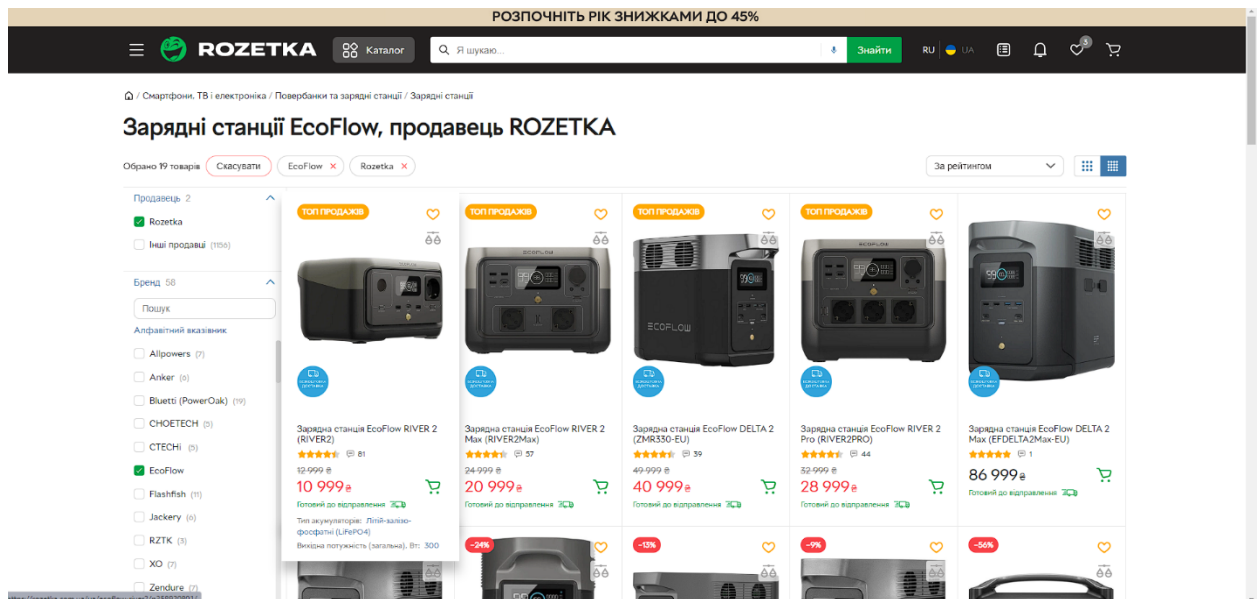 РОЗПОЧНІТЬ РІК ЗНИЖКАМИ ДО 45%
ROZETKA Каталог Я шукаю... Знайти RU UA 3
/ Смартфони, ТВ і електроніка / Повербанки та зарядні станції / Зарядні станції
Зарядні станції EcoFlow, продавець ROZETKA
Обрано 19 товарів Скасувати EcoFlow × Rozetka × За рейтингом
Продавець 2
Rozetka
Інші продавці (1186)
Бренд 58
Пошук
Алфавітний вказівник
Allpowers (7)
Anker (6)
Bluetti (PowerOak) (19)
CHOETECH (5)
CTECHi (5)
EcoFlow
Flashfish (11)
Jackery (6)
RZTK (3)
XO (7)
Zendure (7)
ТОП ПРОДАЖІВ
Зарядна станція EcoFlow RIVER 2
(RIVER2)
81
12 999 ₴
10 999 ₴
Готовий до відправлення
Тип акумуляторів: Літій-залізо-
фосфатні (LiFePO4)
Вихідна потужність (загальна), Вт: 300
ТОП ПРОДАЖІВ
ECOFLOW
Зарядна станція EcoFlow RIVER 2
Max (RIVER2Max)
57
24 999 ₴
20 999 ₴
Готовий до відправлення
ТОП ПРОДАЖІВ
ECOFLOW
Зарядна станція EcoFlow DELTA 2
(ZMR330-EU)
39
49 999 ₴
40 999 ₴
Готовий до відправлення
ТОП ПРОДАЖІВ
ECOFLOW
Зарядна станція EcoFlow RIVER 2
Pro (RIVER2PRO)
44
32 999 ₴
28 999 ₴
Готовий до відправлення
Зарядна станція EcoFlow DELTA 2
Max (EFDELTA2Max-EU)
1
86 999 ₴
Готовий до відправлення
-24%
-13%
-9%
-56%